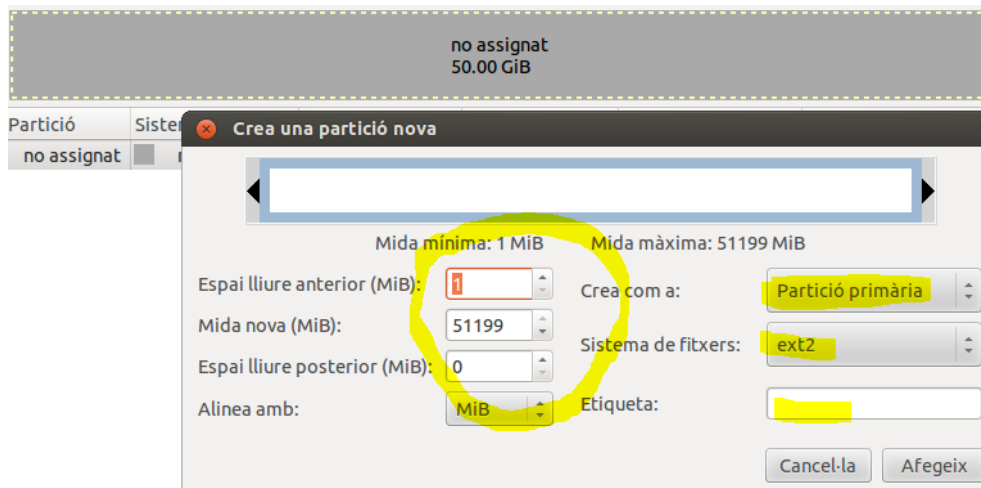 no assignat
50.00 GiB
Partició
no assignat
Crea una partició nova
Mida mínima: 1 MiB Mida màxima: 51199 MiB
Espai lliure anterior (MiB): 1 Crea com a: Partició primària
Mida nova (MiB): 51199
Sistema de fitxers: ext2
Espai lliure posterior (MiB): 0
Alinea amb: MiB Etiqueta:
Cancel·la Afegeix